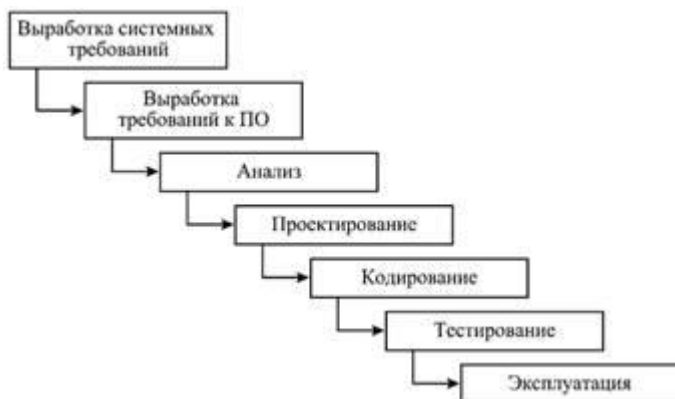 Выработка системных
требований
Выработка
требований к ПО
Анализ
Проектирование
Кодирование
Тестирование
Эксплуатация